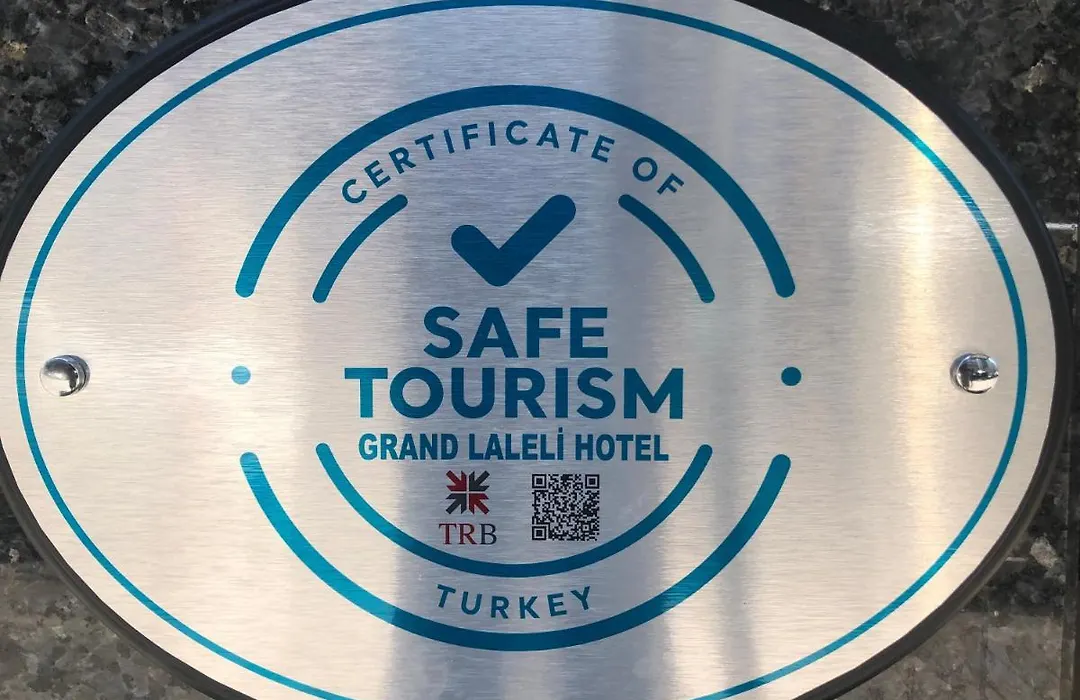 CERTIFICATE OF
SAFE
TOURISM
GRAND LALELİ HOTEL
TRB
TURKEY